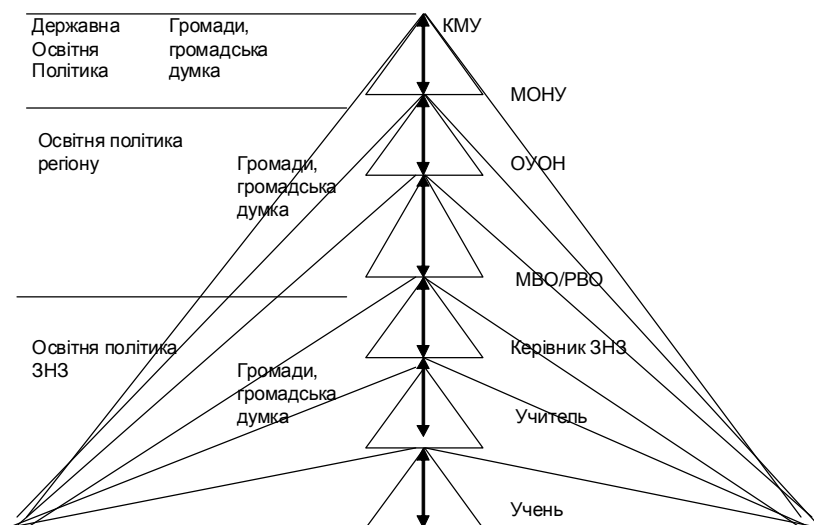 Державна
Освітня
Політика
Громади,
громадська
думка
КМУ
МОНУ
Освітня політика
регіону
Громади,
громадська
думка
ОУОН
МВО/РВО
Освітня політика
ЗНЗ
Громади,
громадська
думка
Керівник ЗНЗ
Учитель
Учень